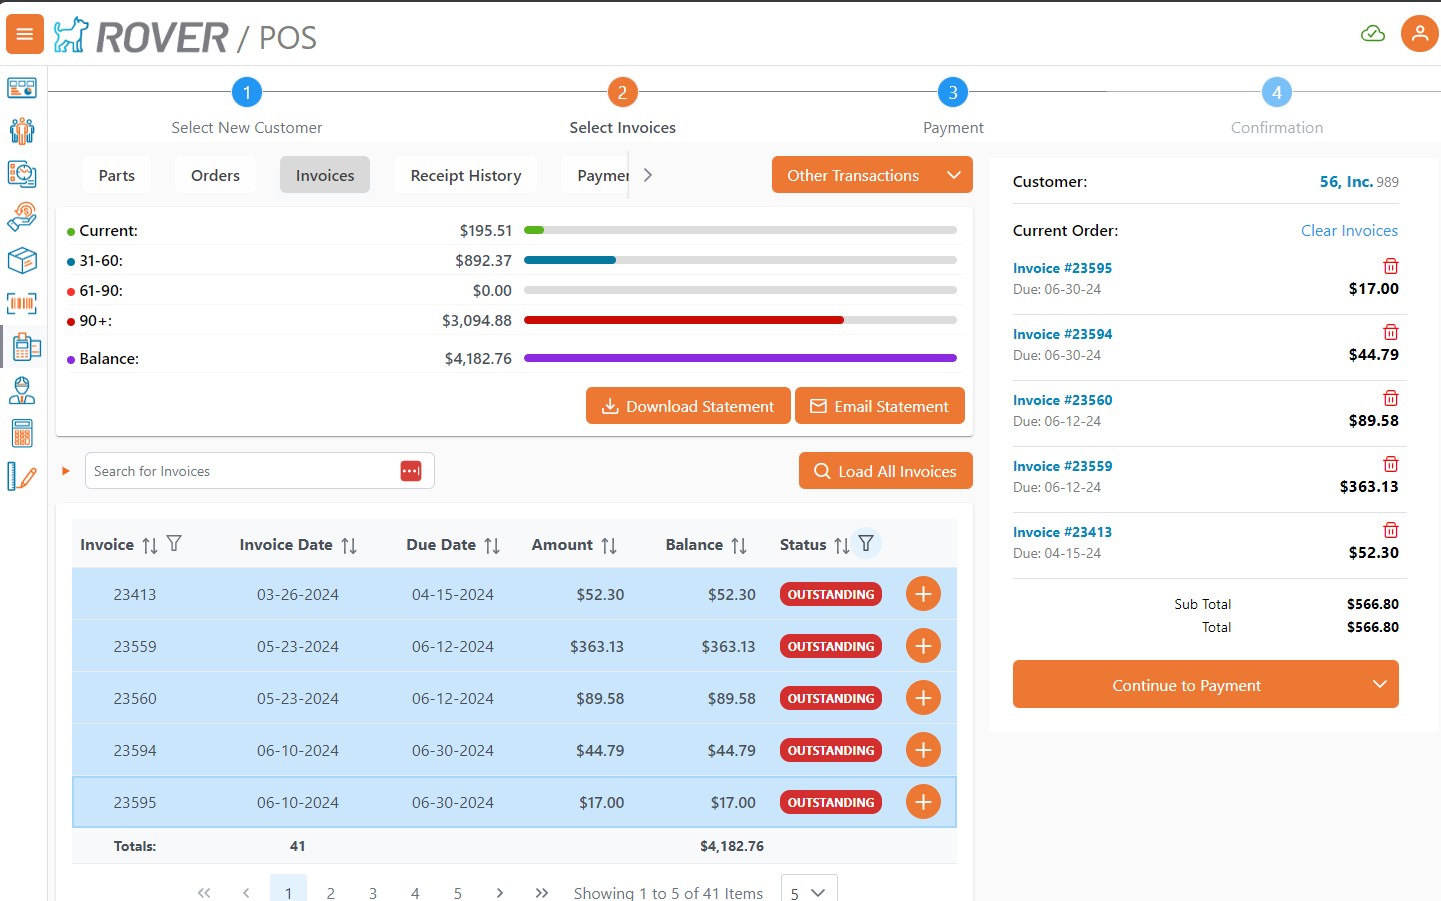 ROVER / POS
1 2 3 4
Select New Customer Select Invoices Payment Confirmation
Parts Orders Invoices Receipt History Paymer
Other Transactions
Current: $195.51
31-60: $892.37
61-90: $0.00
90+: $3,094.88
Balance: $4,182.76
Download Statement Email Statement
Search for Invoices
Load All Invoices
Invoice Invoice Date Due Date Amount Balance Status
23413 03-26-2024 04-15-2024 $52.30 $52.30 OUTSTANDING
23559 05-23-2024 06-12-2024 $363.13 $363.13 OUTSTANDING
23560 05-23-2024 06-12-2024 $89.58 $89.58 OUTSTANDING
23594 06-10-2024 06-30-2024 $44.79 $44.79 OUTSTANDING
23595 06-10-2024 06-30-2024 $17.00 $17.00 OUTSTANDING
Totals: 41 $4,182.76
1 2 3 4 5 Showing 1 to 5 of 41 Items 5
Customer: 56, Inc. 989
Current Order: Clear Invoices
Invoice #23595
Due: 06-30-24 $17.00
Invoice #23594
Due: 06-30-24 $44.79
Invoice #23560
Due: 06-12-24 $89.58
Invoice #23559
Due: 06-12-24 $363.13
Invoice #23413
Due: 04-15-24 $52.30
Sub Total $566.80
Total $566.80
Continue to Payment